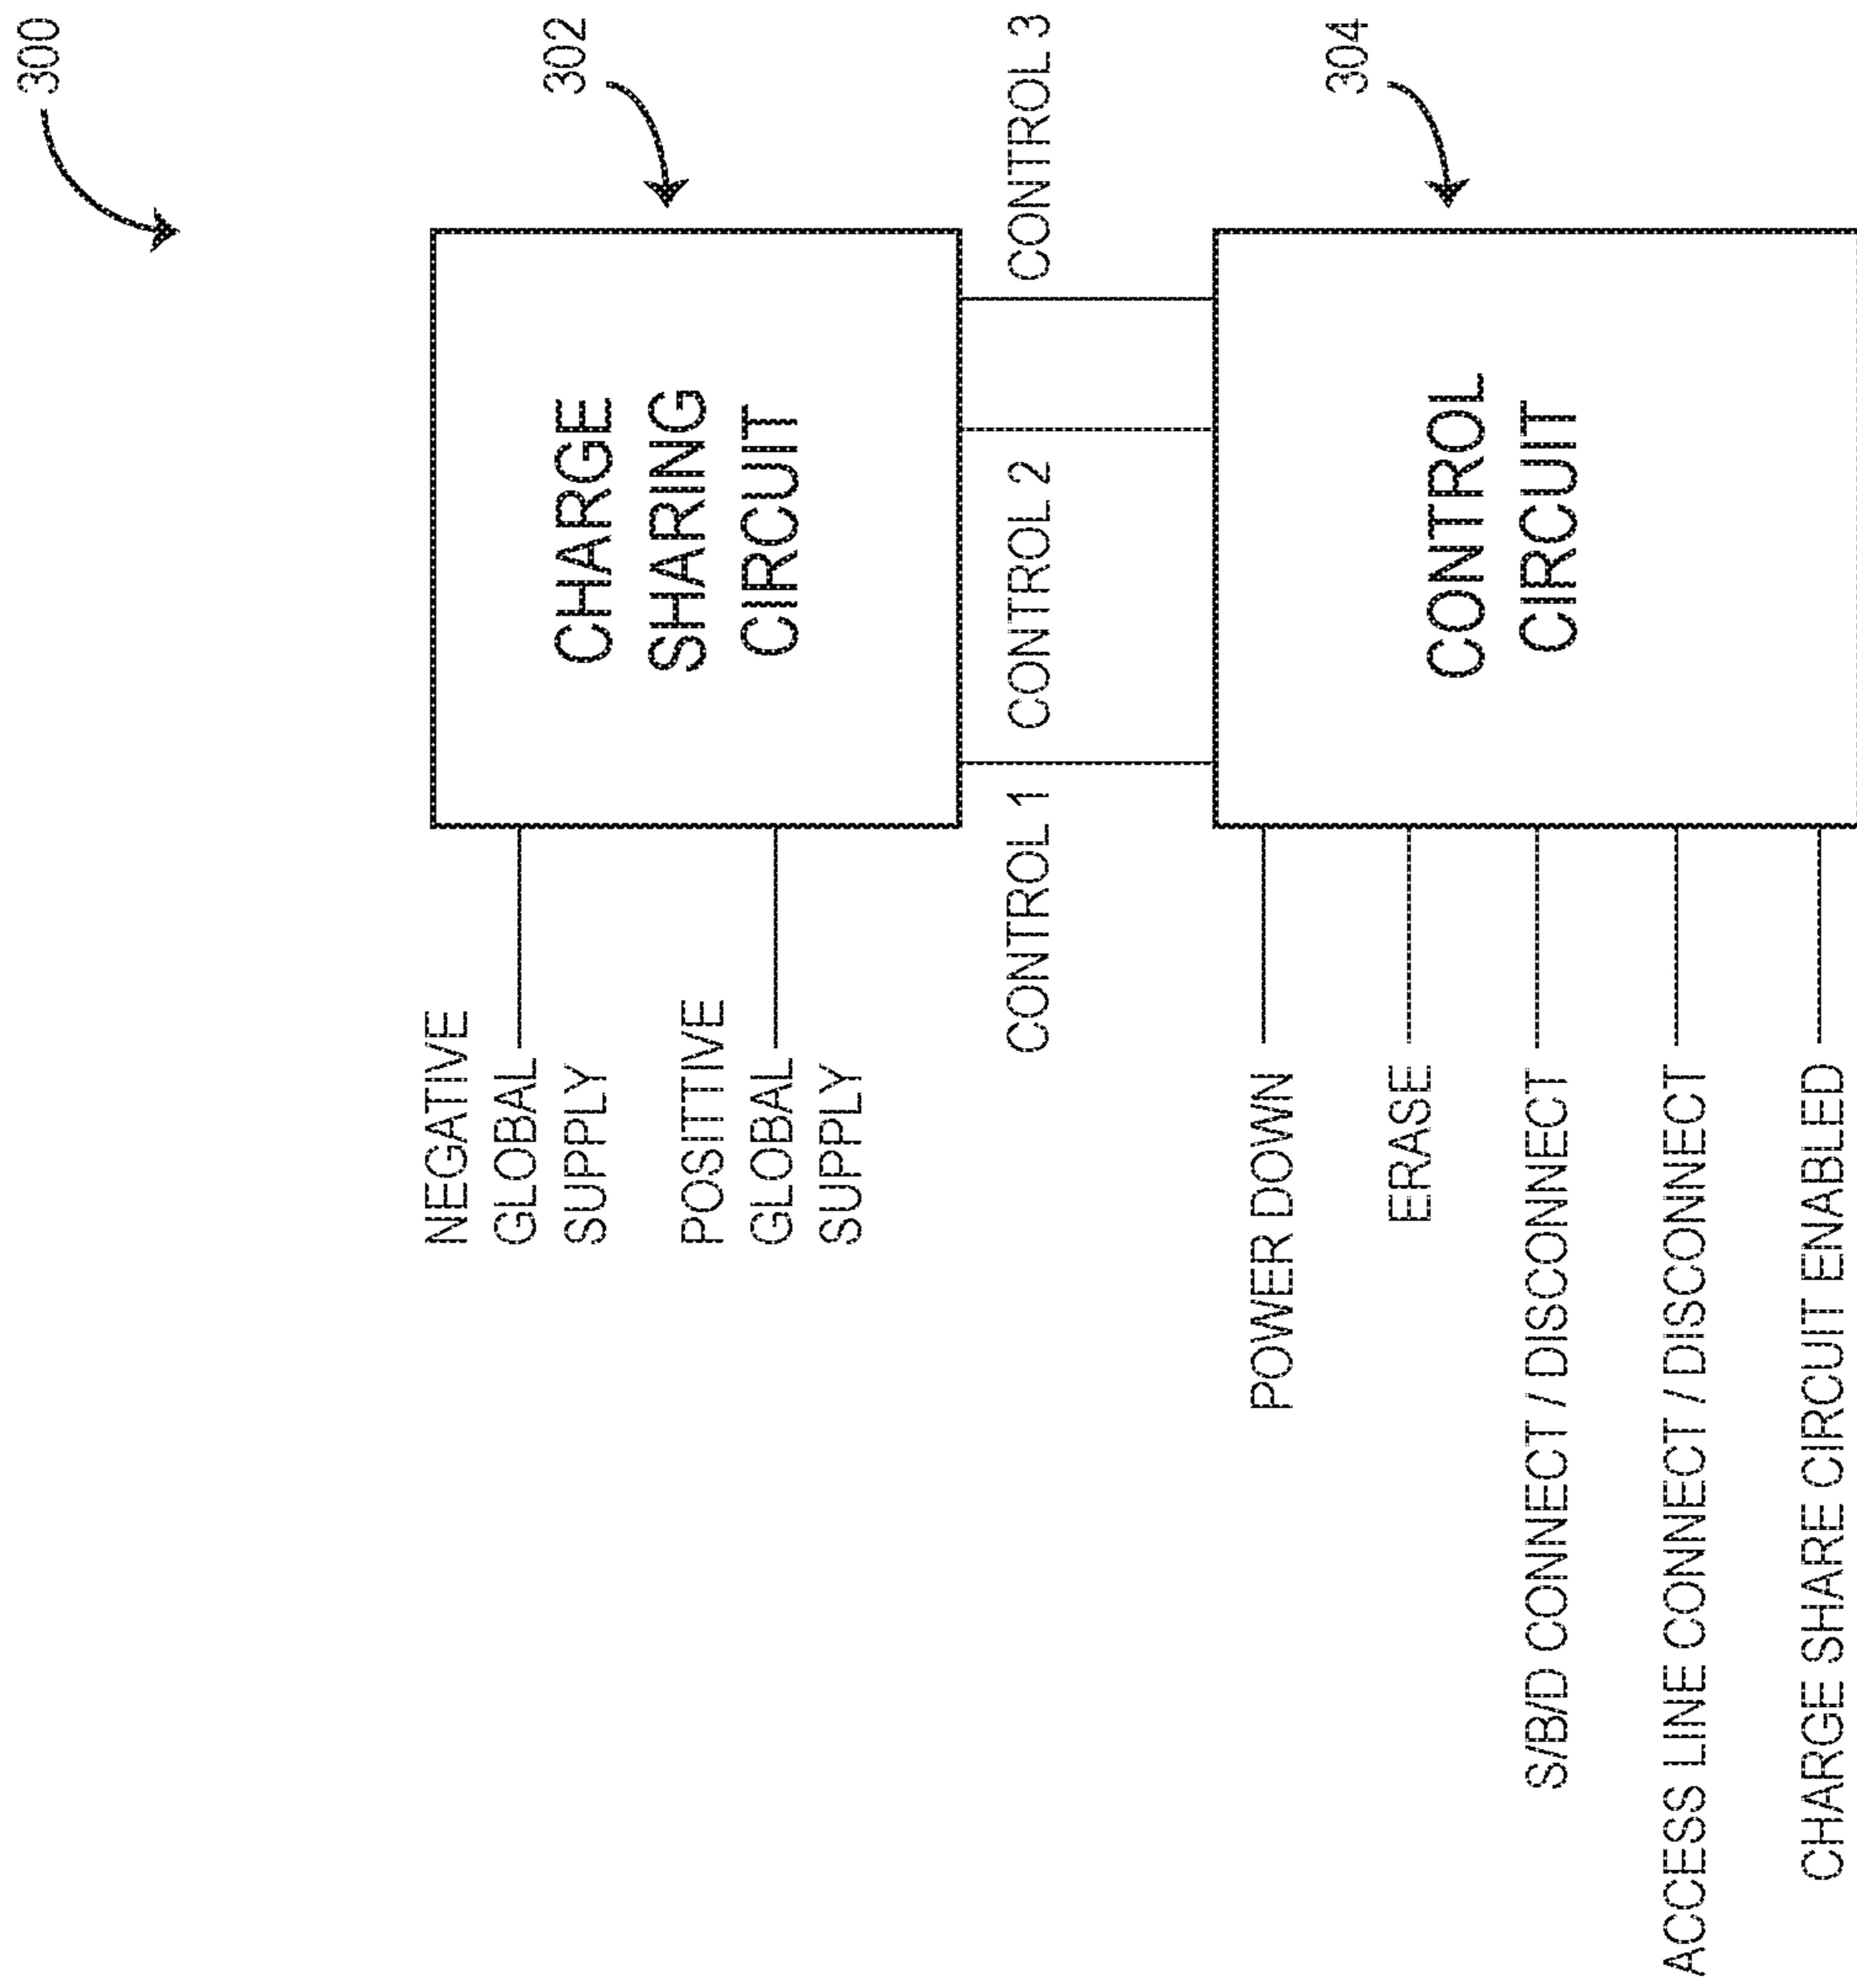 300
302
CHARGE
SHARING
CIRCUIT
NEGATIVE
GLOBAL
SUPPLY
POSITIVE
GLOBAL
SUPPLY
CONTROL 1
CONTROL 2
CONTROL 3
304
CONTROL
CIRCUIT
POWER DOWN
ERASE
S/B/D CONNECT / DISCONNECT
ACCESS LINE CONNECT / DISCONNECT
CHARGE SHARE CIRCUIT ENABLED